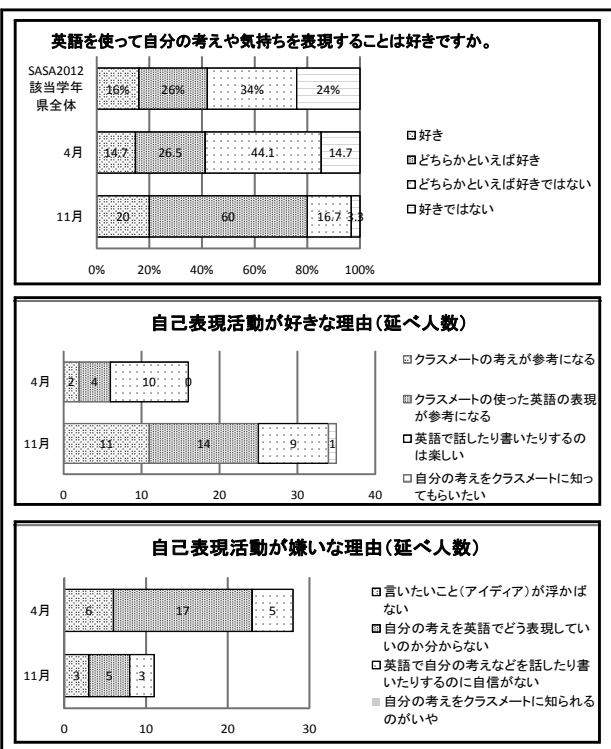 英語を使って自分の考えや気持ちを表現することは好きですか。
SASA2012
該当学年
県全体
16% 26% 34% 24%
4月 14.7 26.5 44.1 14.7
11月 20 60 16.7 3.3
0% 20% 40% 60% 80% 100%
好き
どちらかといえば好き
どちらかといえば好きではない
好きではない
自己表現活動が好きな理由(延べ人数)
4月 2 4 10 0
11月 11 14 9 1
0 10 20 30 40
クラスメートの考えが参考になる
クラスメートの使った英語の表現
が参考になる
英語で話したり書いたりするの
は楽しい
自分の考えをクラスメートに知っ
てもらいたい
自己表現活動が嫌いな理由(延べ人数)
4月 6 17 5
11月 3 5 3
0 10 20 30
言いたいこと(アイディア)が浮かば
ない
自分の考えを英語でどう表現してい
いのか分からない
英語で自分の考えなどを話したり書
いたりするのに自信がない
自分の考えをクラスメートに知られる
のがいや